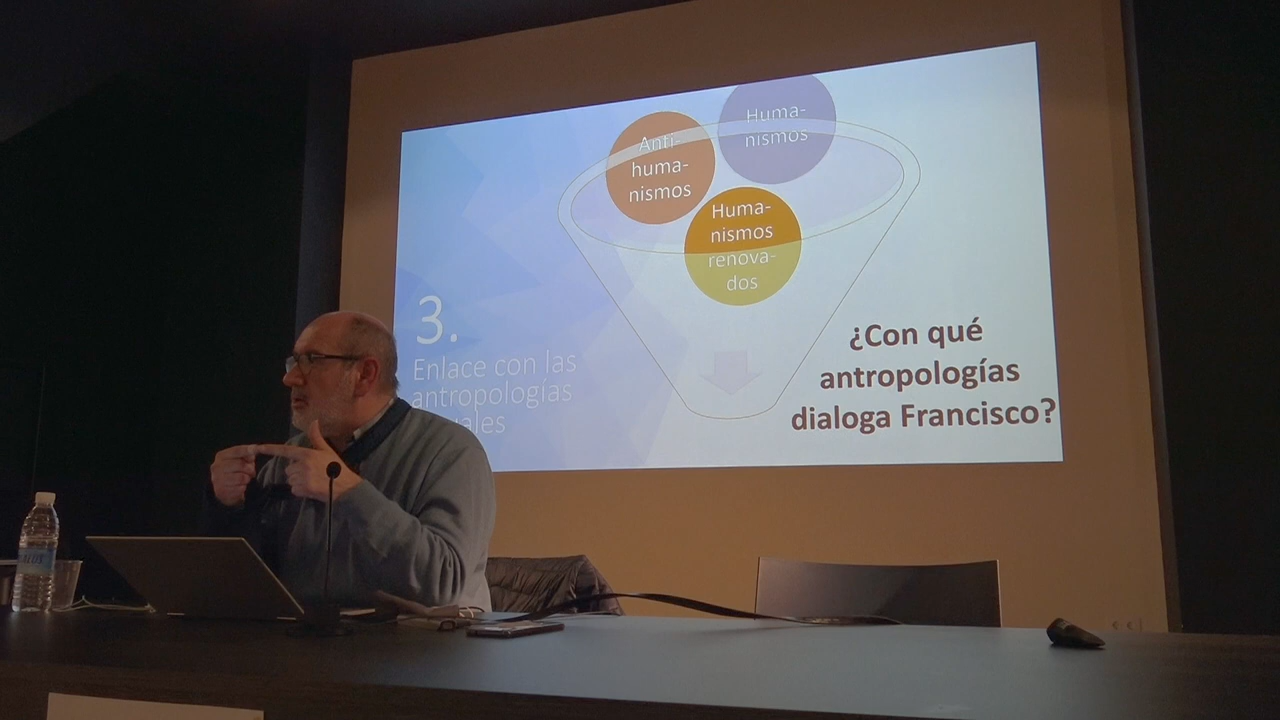 Anti-
huma-
nismos
Huma-
nismos
Huma-
nismos
renova-
dos
3.
Enlace con las
antropologías
¿Con qué
antropologías
dialoga Francisco?